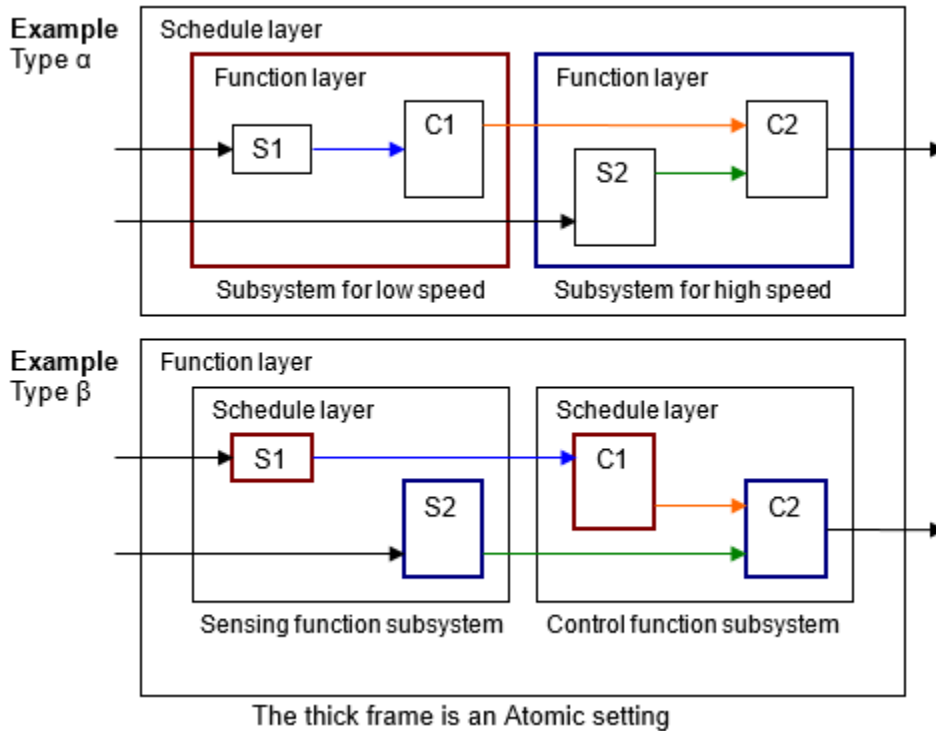 Example
Type α
Schedule layer
Function layer
S1
C1
Subsystem for low speed
Function layer
S2
C2
Subsystem for high speed
Example
Type β
Function layer
Schedule layer
S1
S2
Sensing function subsystem
Schedule layer
C1
C2
Control function subsystem
The thick frame is an Atomic setting